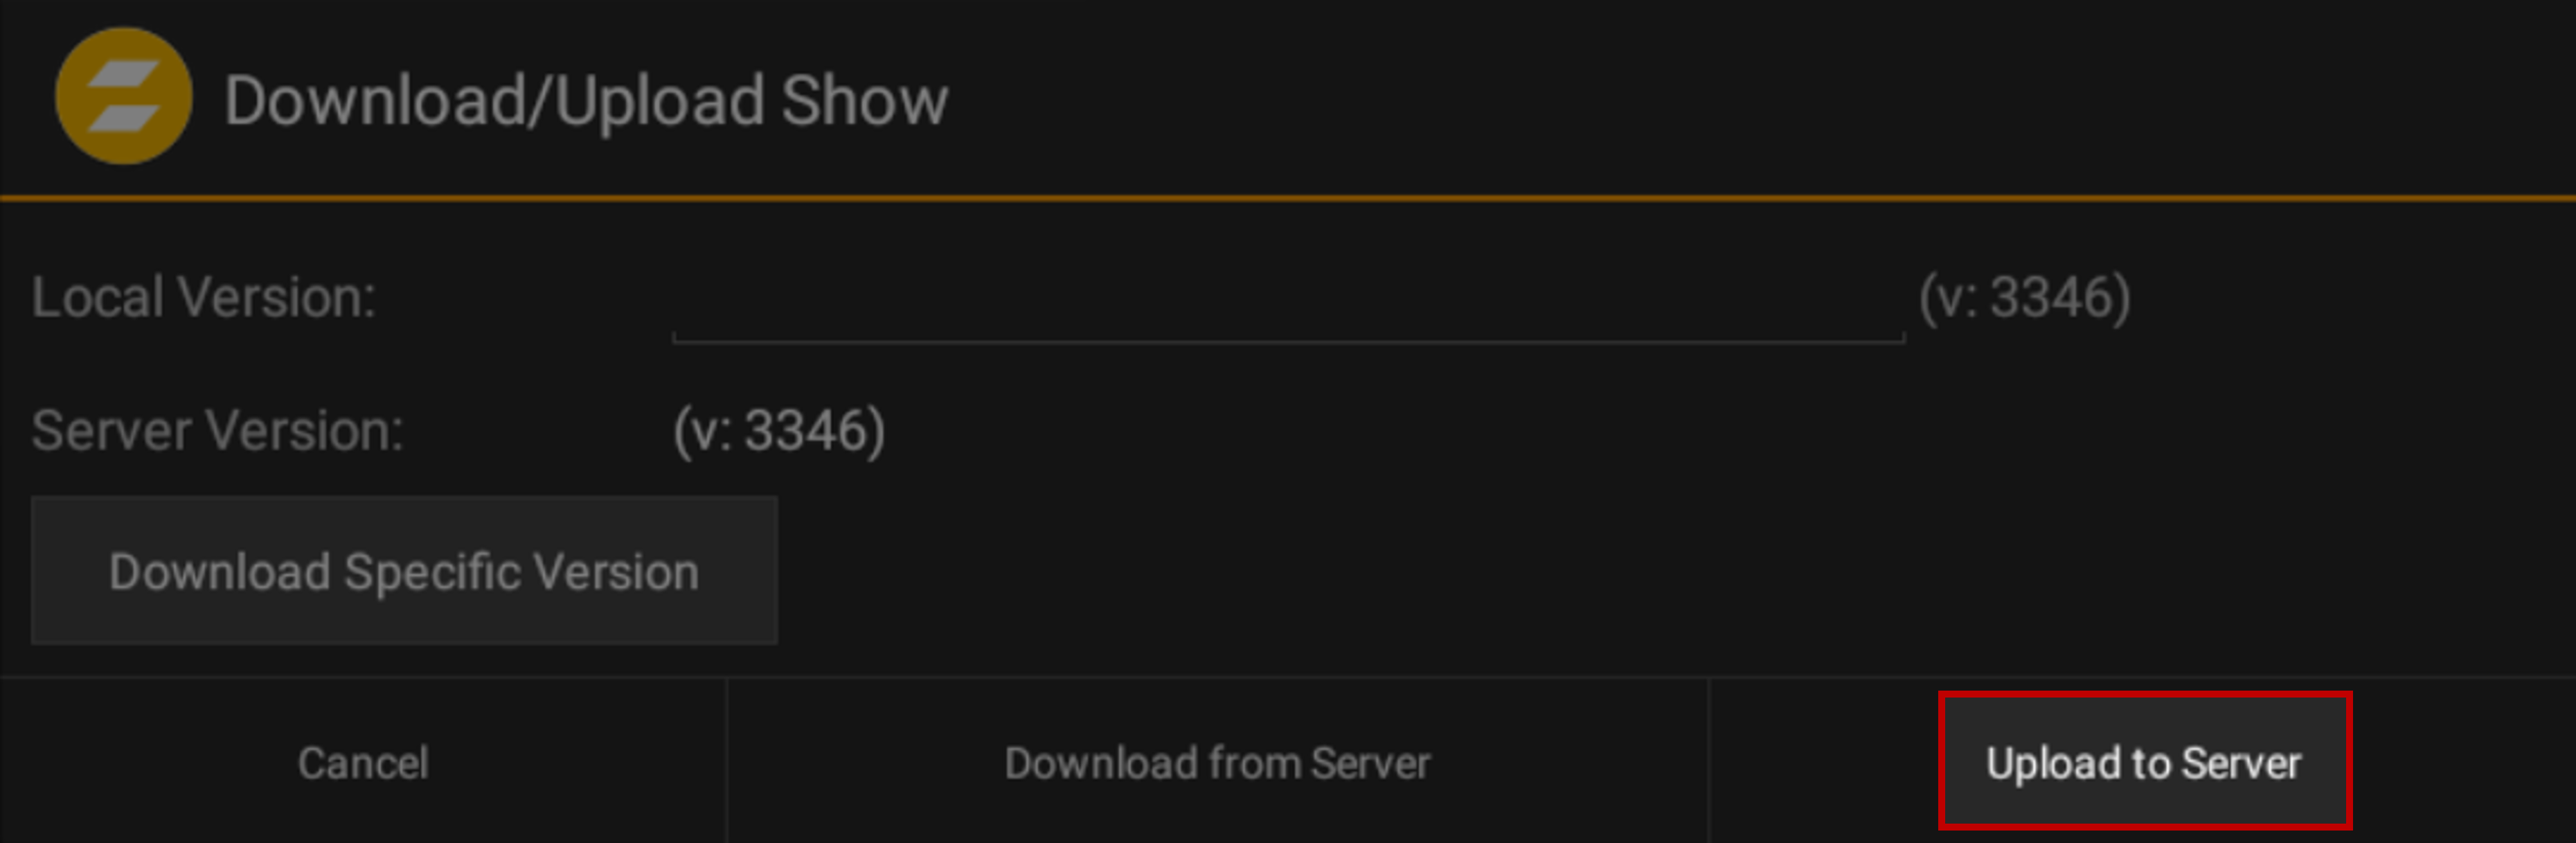 Download/Upload Show
Local Version: (v: 3346)
Server Version: (v: 3346)
Download Specific Version
Cancel Download from Server Upload to Server